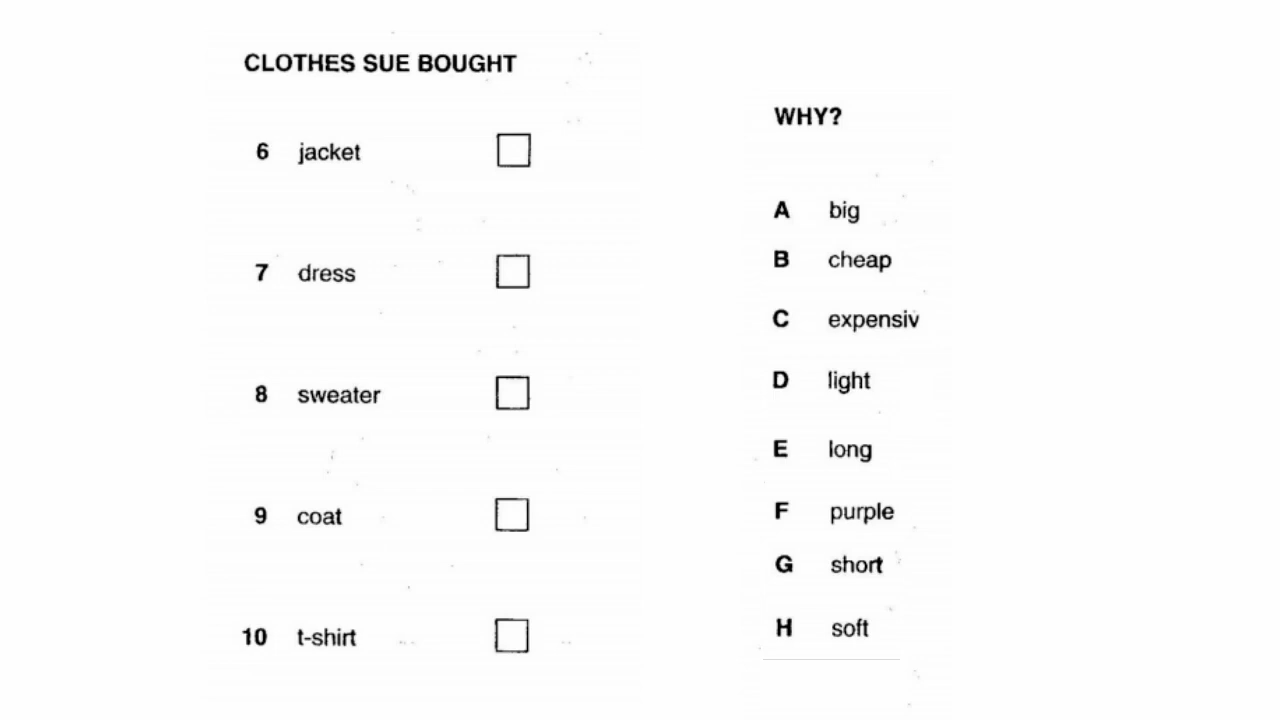 CLOTHES SUE BOUGHT
6 jacket
7 dress
8 sweater
9 coat
10 t-shirt
WHY?
A big
B cheap
C expensiv
D light
E long
F purple
G short
H soft